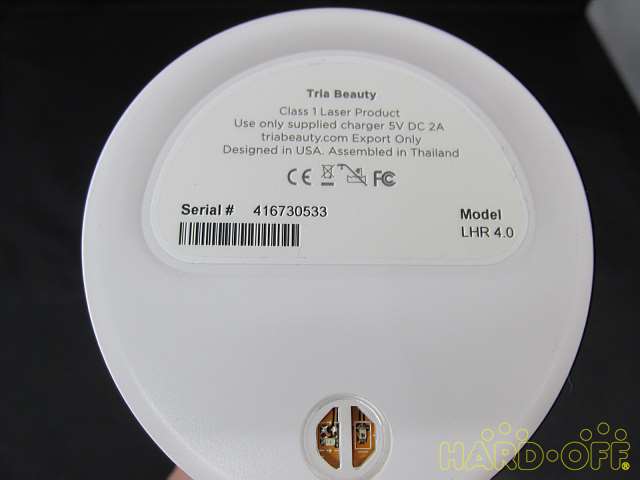 Tria Beauty
Class 1 Laser Product
Use only supplied charger 5V DC 2A
triabeauty.com Export Only
Designed in USA. Assembled in Thailand
CE FC
Serial # 416730533
Model
LHR 4.0
HARD·OFF